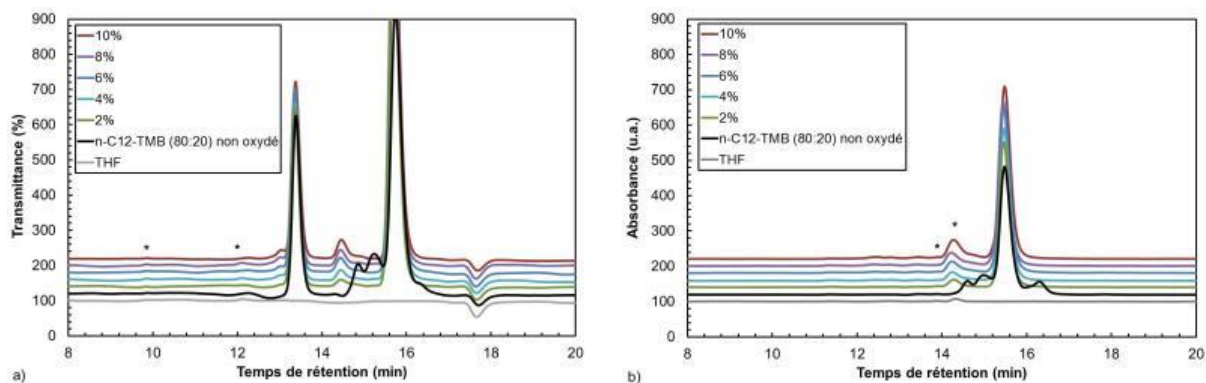 900
800
700
600
500
400
300
200
100
0
Transmittance (%)
10%
8%
6%
4%
2%
n-C12-TMB (80:20) non oxydé
THF
* *
8 10 12 14 16 18 20
Temps de rétention (min)
a)
900
800
700
600
500
400
300
200
100
0
Absorbance (u.a.)
10%
8%
6%
4%
2%
n-C12-TMB (80:20) non oxydé
THF
* *
8 10 12 14 16 18 20
Temps de rétention (min)
b)